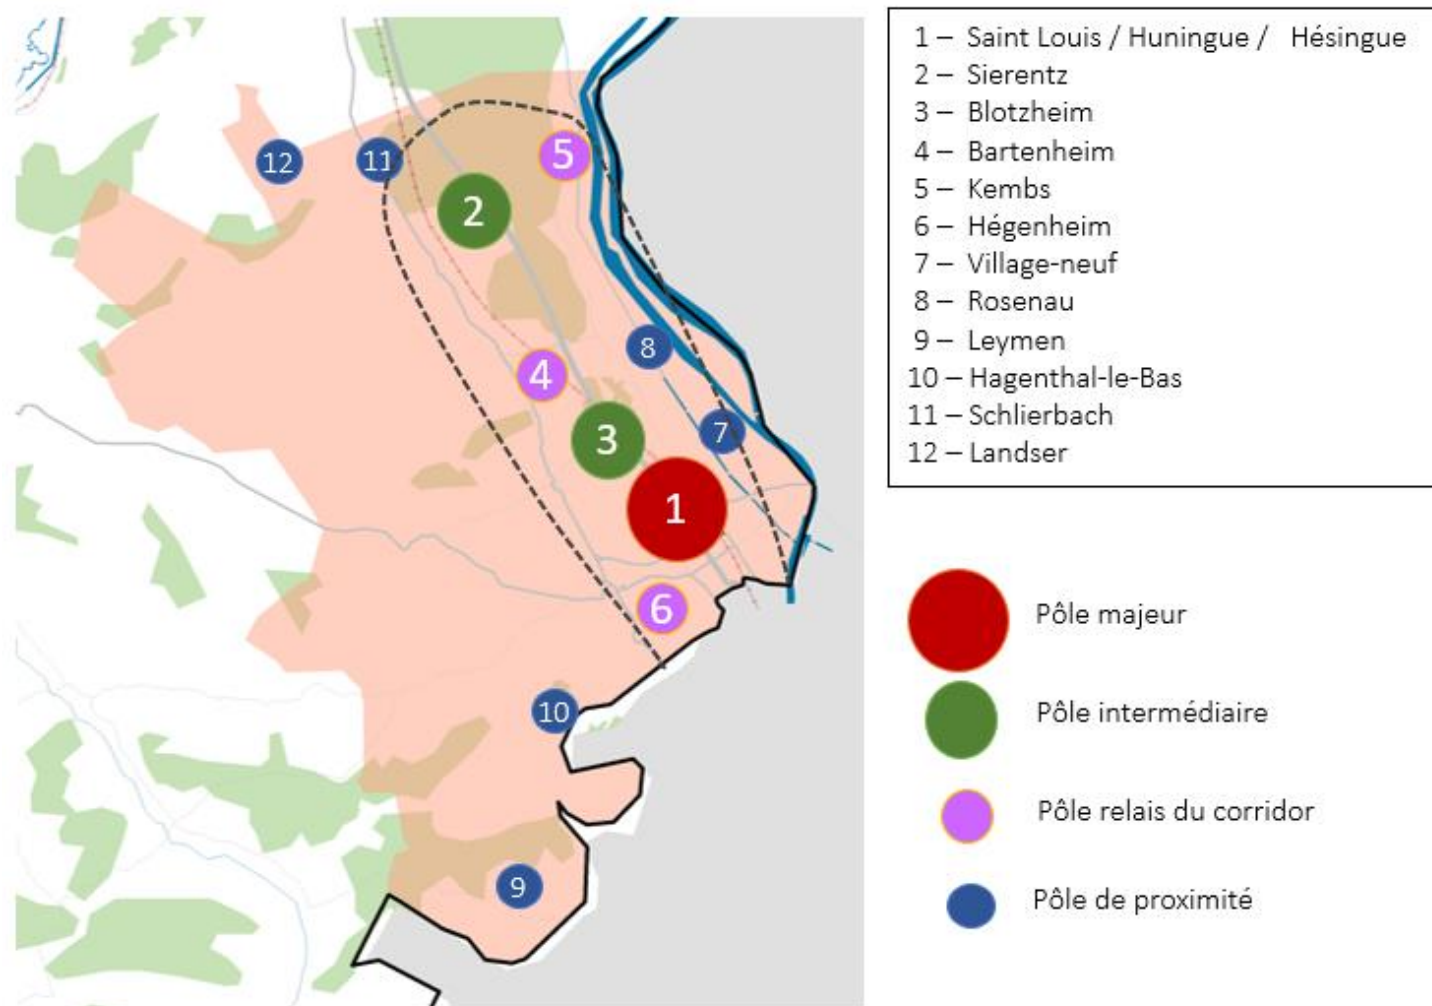 12
11
5
2
8
4
7
3
1
6
10
9
1 – Saint Louis / Huningue / Hésingue
2 – Sierentz
3 – Blotzheim
4 – Bartenheim
5 – Kembs
6 – Hégenheim
7 – Village-neuf
8 – Rosenau
9 – Leymen
10 – Hagenthal-le-Bas
11 – Schlierbach
12 – Landser
Pôle majeur
Pôle intermédiaire
Pôle relais du corridor
Pôle de proximité